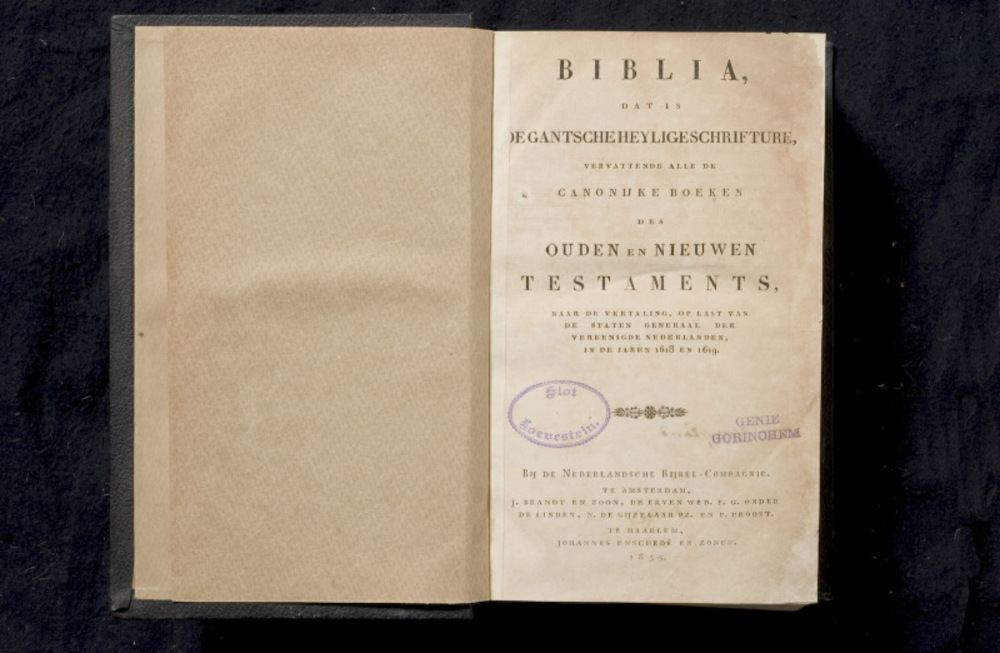 BIBLIA,
DAT IS
DE GANTSCHE HEYLIGE SCHRIFTURE,
VERVATTENDE ALLE DE
CANONIJKE BOEKEN
DES
OUDEN EN NIEUWEN
TESTAMENTS,
NAAR DE VERTALING, OP LAST VAN
DE STATEN GENERAAL DER
VEREENIGDE NEDERLANDEN,
IN DE JAREN 1618 EN 1619.
Slot
Loevestein.
GENIE
GORINCHEM
BIJ DE NEDERLANDSCHE BIJBEL-COMPAGNIE.
TE AMSTERDAM,
J. BRANDT EN ZOON, DE ERVEN WED. F. G. ONDER
DE LINDEN, N. DE GIJZELAAR DZ. EN P. PROOST.
TE HAARLEM,
JOHANNES ENSCHEDÉ EN ZONEN.